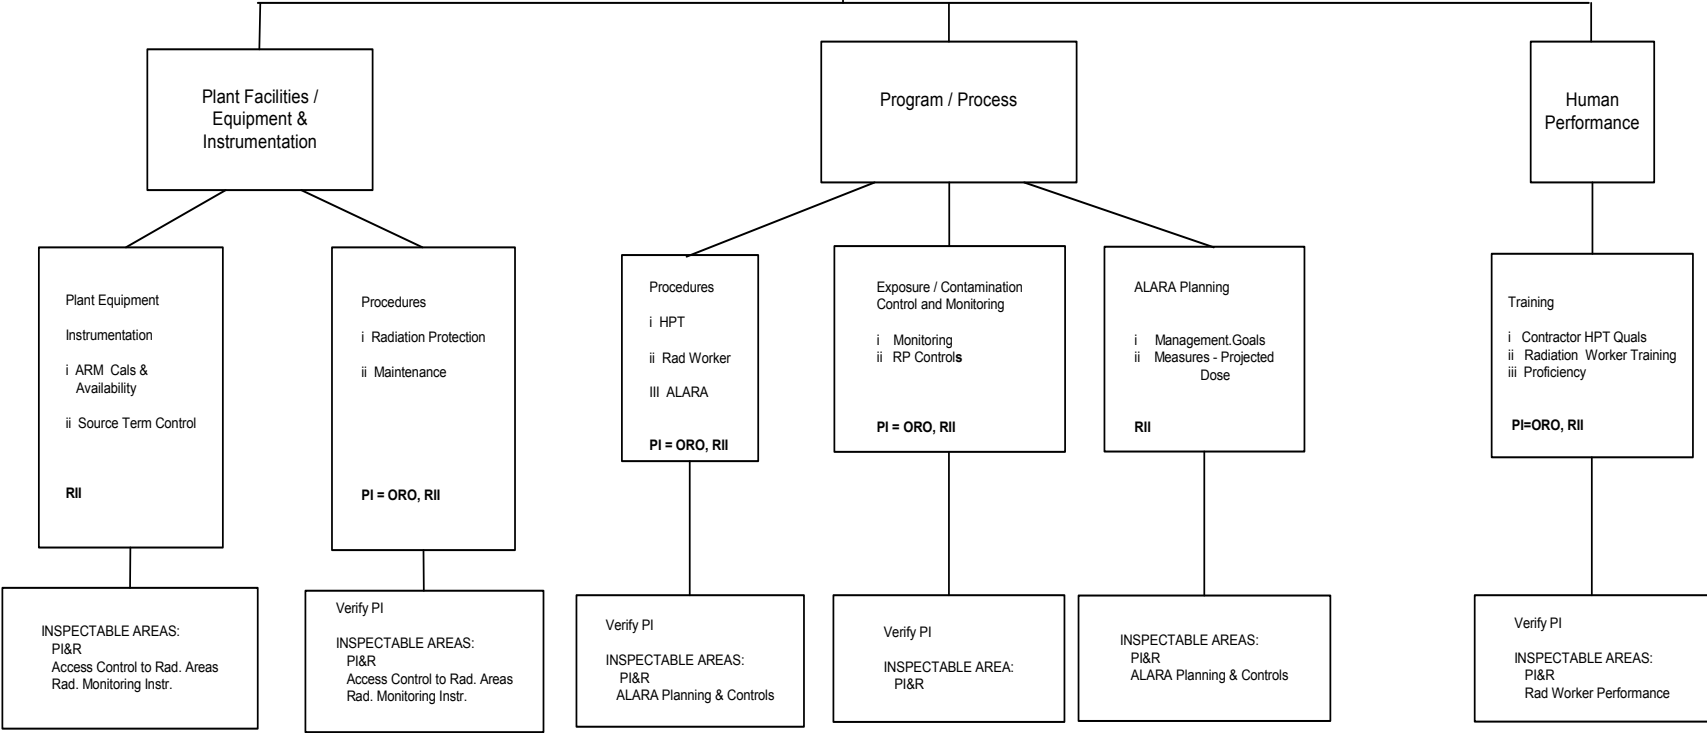 Plant Facilities /
Equipment &
Instrumentation
Program / Process
Human
Performance
Plant Equipment
Instrumentation
i ARM Cals &
Availability
ii Source Term Control
RII
Procedures
i Radiation Protection
ii Maintenance
PI = ORO, RII
Procedures
i HPT
ii Rad Worker
III ALARA
PI = ORO, RII
Exposure / Contamination
Control and Monitoring
i Monitoring
ii RP Controls
PI = ORO, RII
ALARA Planning
i Management.Goals
ii Measures - Projected
Dose
RII
Training
i Contractor HPT Quals
ii Radiation Worker Training
iii Proficiency
PI=ORO, RII
INSPECTABLE AREAS:
PI&R
Access Control to Rad. Areas
Rad. Monitoring Instr.
Verify PI
INSPECTABLE AREAS:
PI&R
Access Control to Rad. Areas
Rad. Monitoring Instr.
Verify PI
INSPECTABLE AREAS:
PI&R
ALARA Planning & Controls
Verify PI
INSPECTABLE AREA:
PI&R
INSPECTABLE AREAS:
PI&R
ALARA Planning & Controls
Verify PI
INSPECTABLE AREAS:
PI&R
Rad Worker Performance